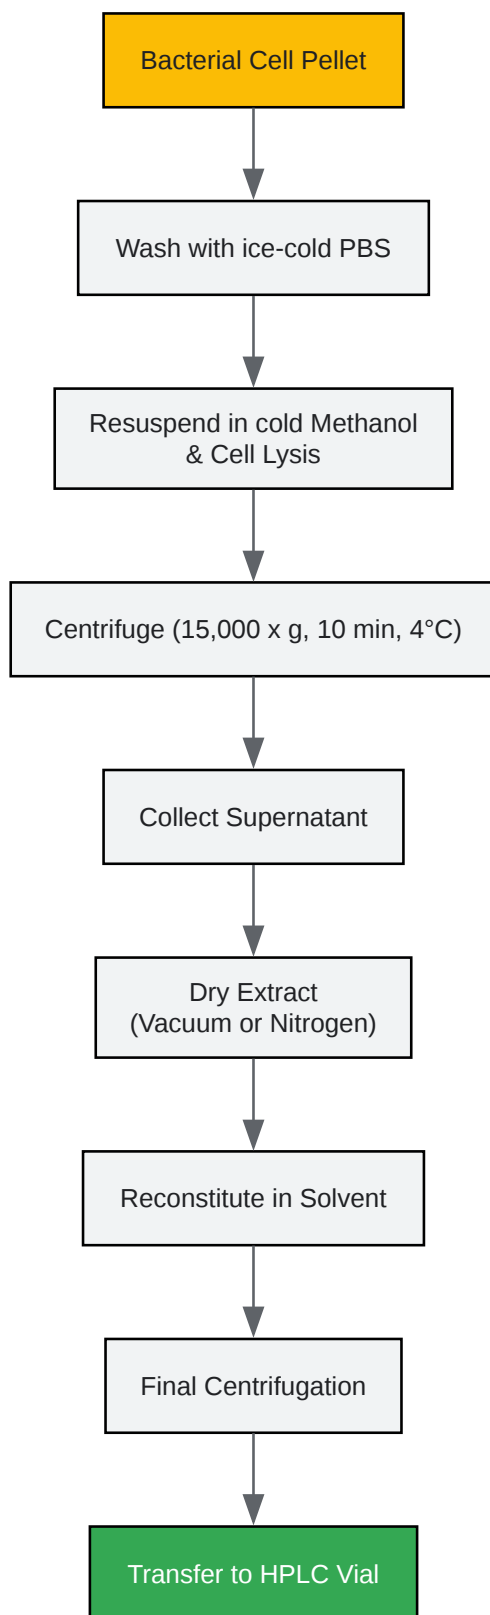 Bacterial Cell Pellet
Wash with ice-cold PBS
Resuspend in cold Methanol
& Cell Lysis
Centrifuge (15,000 x g, 10 min, 4°C)
Collect Supernatant
Dry Extract
(Vacuum or Nitrogen)
Reconstitute in Solvent
Final Centrifugation
Transfer to HPLC Vial